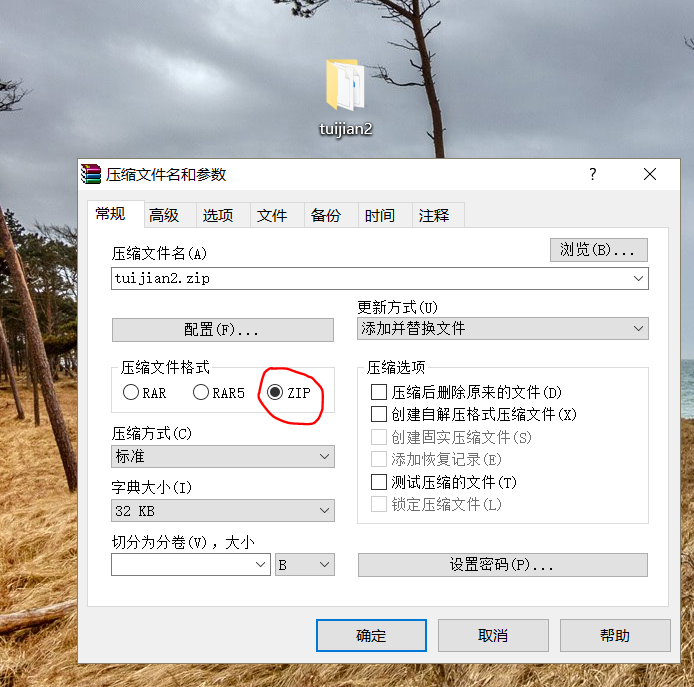 tuijian2
压缩文件名和参数
?
常规 高级 选项 文件 备份 时间 注释
压缩文件名(A)
浏览(B)...
tuijian2.zip
更新方式(U)
配置(F)...
添加并替换文件
压缩文件格式
RAR RAR5 ZIP
压缩方式(C)
标准
字典大小(I)
32 KB
切分为分卷(V)，大小
B
压缩选项
压缩后删除原来的文件(D)
创建自解压格式压缩文件(X)
创建固实压缩文件(S)
添加恢复记录(E)
测试压缩的文件(T)
锁定压缩文件(L)
设置密码(P)...
确定 取消 帮助